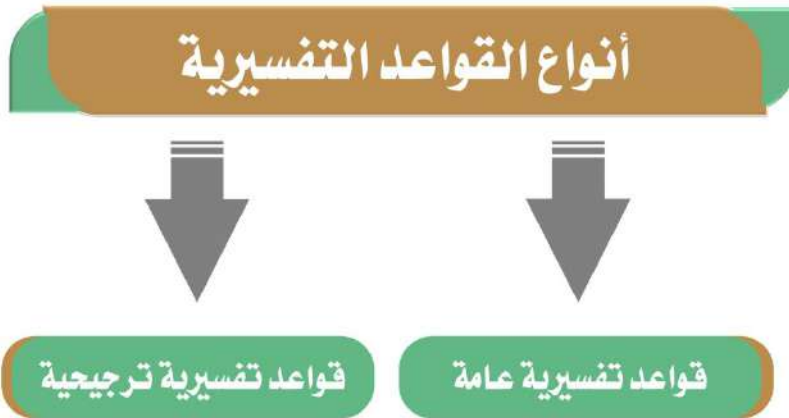 أنواع القواعد التفسيرية
قواعد تفسيرية عامة
قواعد تفسيرية ترجيحية